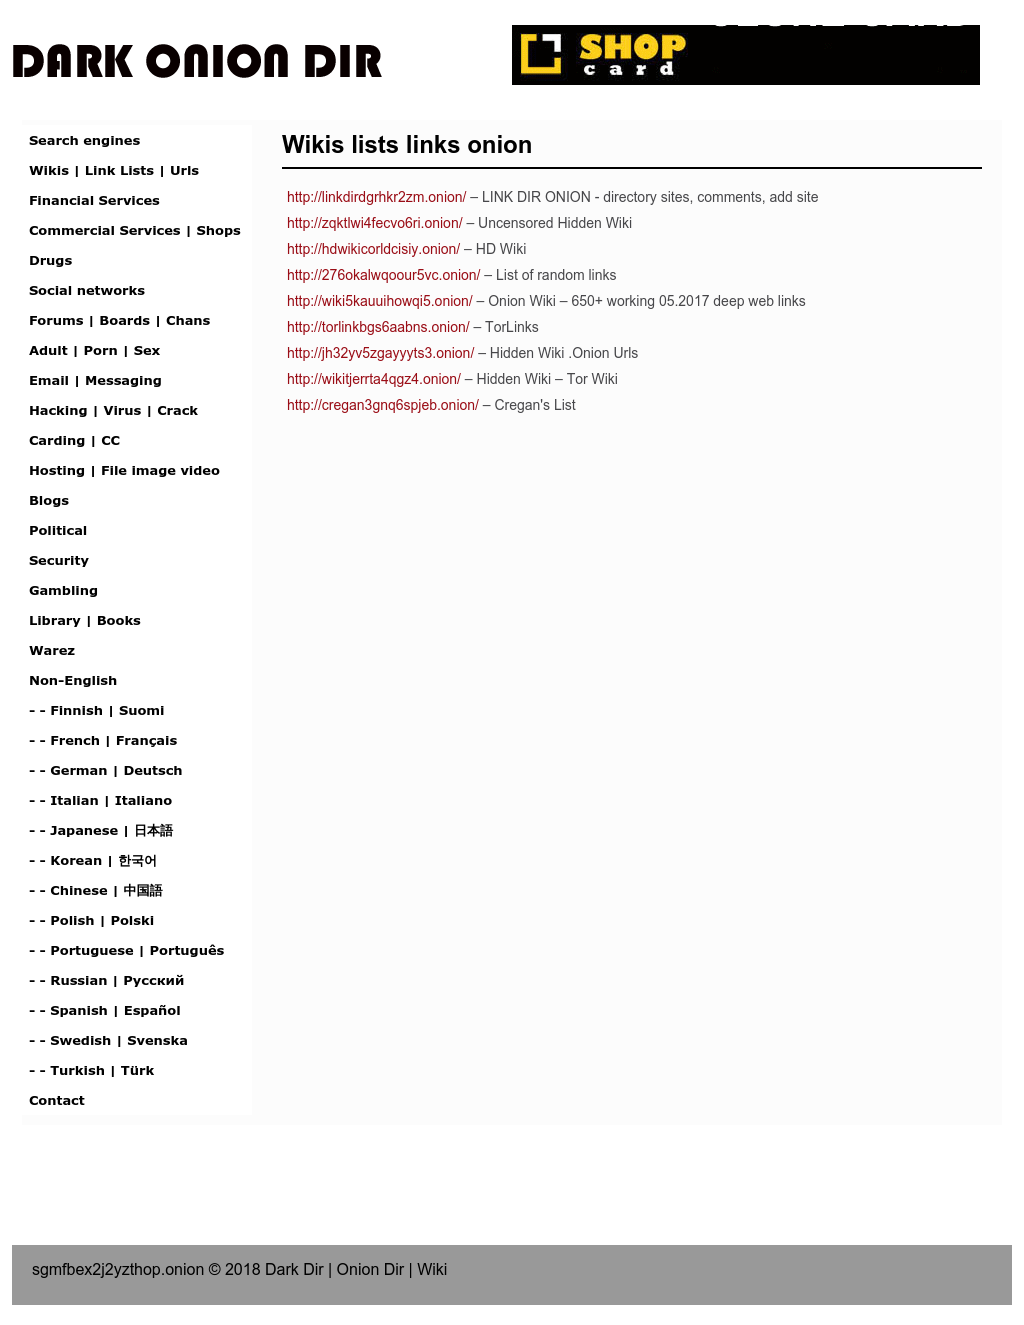 DARK ONION DIR
SHOP
card
Search engines
Wikis | Link Lists | Urls
Financial Services
Commercial Services | Shops
Drugs
Social networks
Forums | Boards | Chans
Adult | Porn | Sex
Email | Messaging
Hacking | Virus | Crack
Carding | CC
Hosting | File image video
Blogs
Political
Security
Gambling
Library | Books
Warez
Non-English
- - Finnish | Suomi
- - French | Français
- - German | Deutsch
- - Italian | Italiano
- - Japanese | 日本語
- - Korean | 한국어
- - Chinese | 中国語
- - Polish | Polski
- - Portuguese | Português
- - Russian | Русский
- - Spanish | Español
- - Swedish | Svenska
- - Turkish | Türk
Contact
Wikis lists links onion
http://linkdirdgrhkr2zm.onion/ – LINK DIR ONION - directory sites, comments, add site
http://zqktlwi4fecvo6ri.onion/ – Uncensored Hidden Wiki
http://hdwikicorldcisiy.onion/ – HD Wiki
http://276okalwqoour5vc.onion/ – List of random links
http://wiki5kauuihowqi5.onion/ – Onion Wiki – 650+ working 05.2017 deep web links
http://torlinkbgs6aabns.onion/ – TorLinks
http://jh32yv5zgayyyts3.onion/ – Hidden Wiki .Onion Urls
http://wikitjerrta4qgz4.onion/ – Hidden Wiki – Tor Wiki
http://cregan3gnq6spjeb.onion/ – Cregan's List
sgmfbex2j2yzthop.onion © 2018 Dark Dir | Onion Dir | Wiki